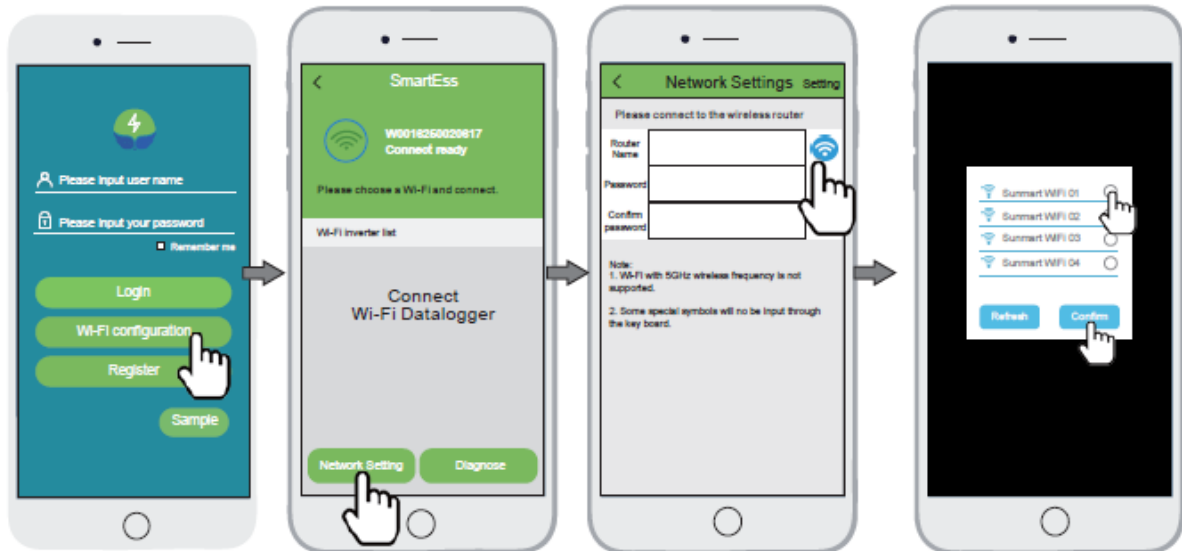 Please input user name
Please input your password
Remember me
Login
Wi-Fi configuration
Register
Sample
SmartEss
W0016250020617
Connect ready
Please choose a Wi-Fi and connect.
Wi-Fi inverter list
Connect
Wi-Fi Datalogger
Network Setting
Diagnose
Network Settings
Setting
Please connect to the wireless router
Router
Name
Password
Confirm
password
Note:
1. Wi-Fi with 5GHz wireless frequency is not
supported.
2. Some special symbols will no be input through
the key board.
Sunmart WiFi 01
Sunmart WiFi 02
Sunmart WiFi 03
Sunmart WiFi 04
Refresh
Confirm